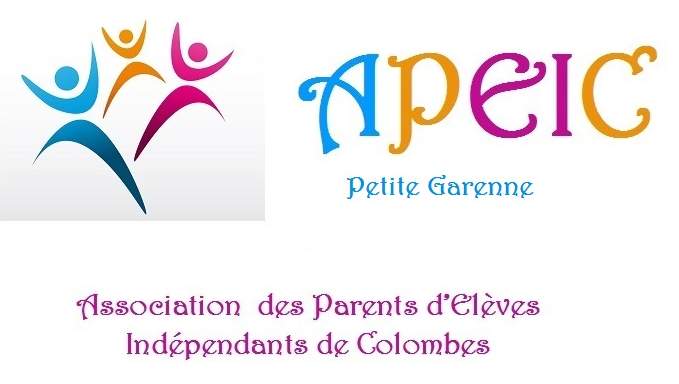 APEIC
Petite Garenne
Association des Parents d'Elèves
Indépendants de Colombes